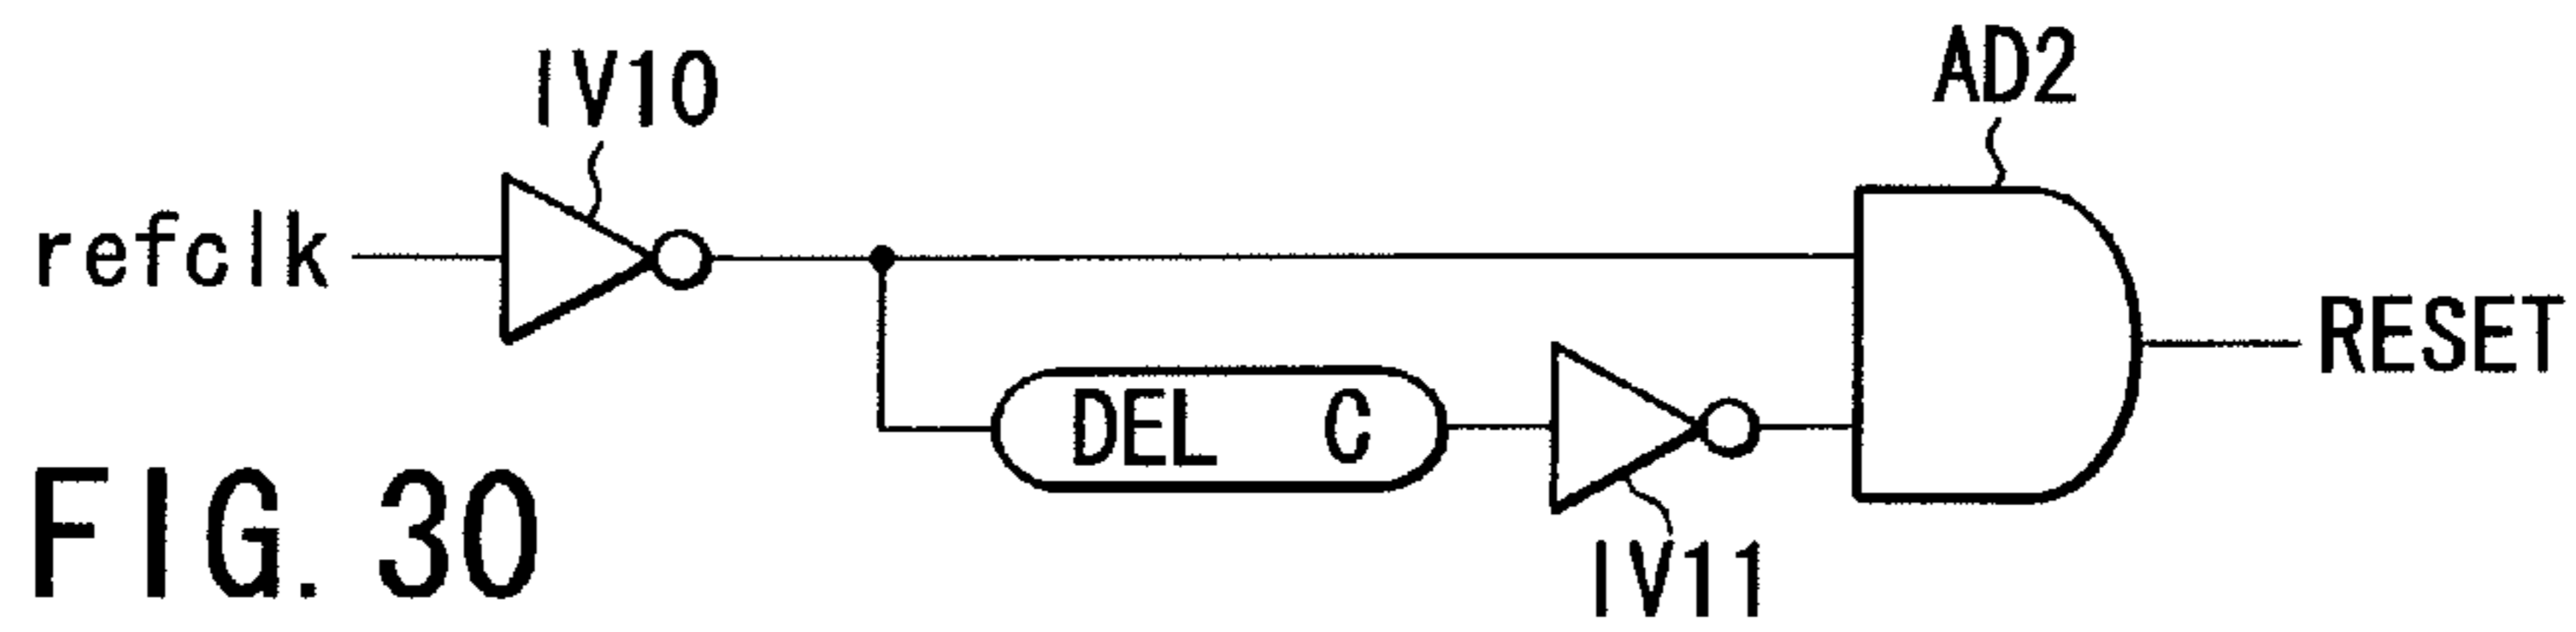 IV10
AD2
refclk
DEL C
RESET
IV11
FIG. 30